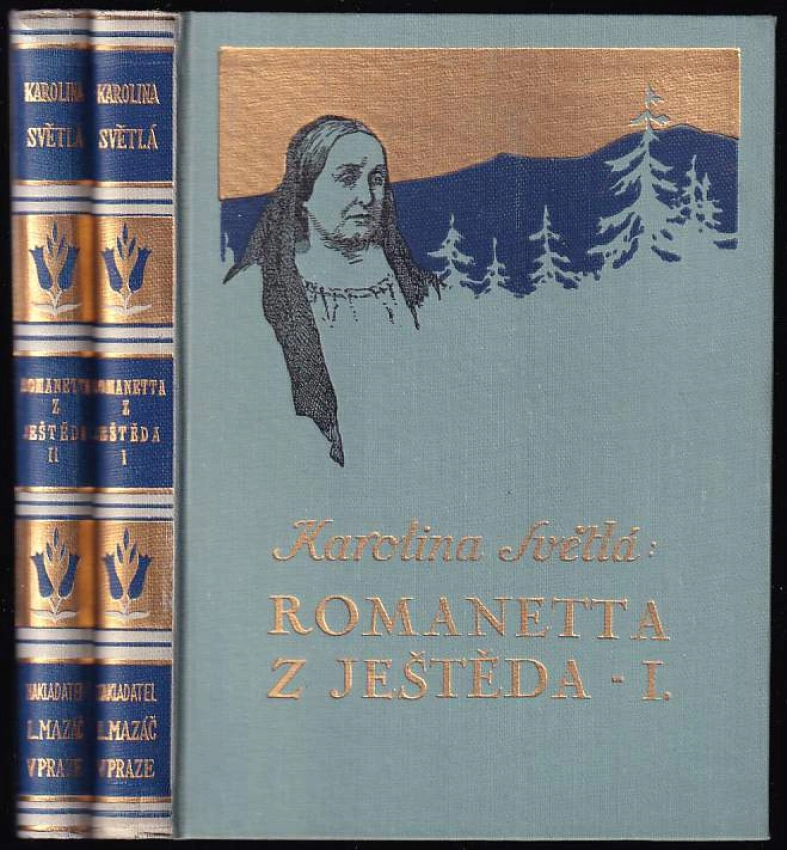 KAROLINA
SVĚTLÁ
ROMANETTA
Z
JEŠTĚDA
II
NAKLADATEL
L. MAZÁČ
V PRAZE
KAROLINA
SVĚTLÁ
ROMANETTA
Z
JEŠTĚDA
I
NAKLADATEL
L. MAZÁČ
V PRAZE
Karolina Světlá:
ROMANETTA
Z JEŠTĚDA - I.